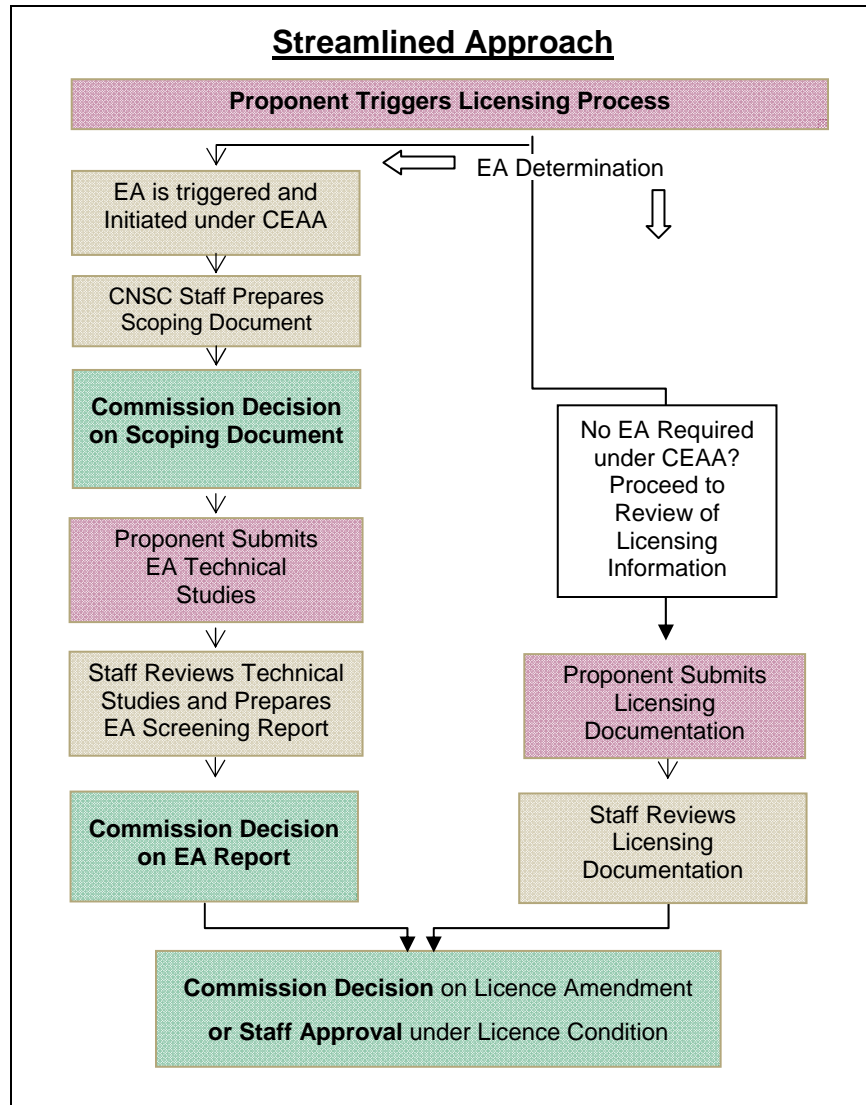 Streamlined Approach
Proponent Triggers Licensing Process
EA Determination
EA is triggered and
Initiated under CEAA
CNSC Staff Prepares
Scoping Document
Commission Decision
on Scoping Document
Proponent Submits
EA Technical
Studies
Staff Reviews Technical
Studies and Prepares
EA Screening Report
Commission Decision
on EA Report
No EA Required
under CEAA?
Proceed to
Review of
Licensing
Information
Proponent Submits
Licensing
Documentation
Staff Reviews
Licensing
Documentation
Commission Decision on Licence Amendment
or Staff Approval under Licence Condition